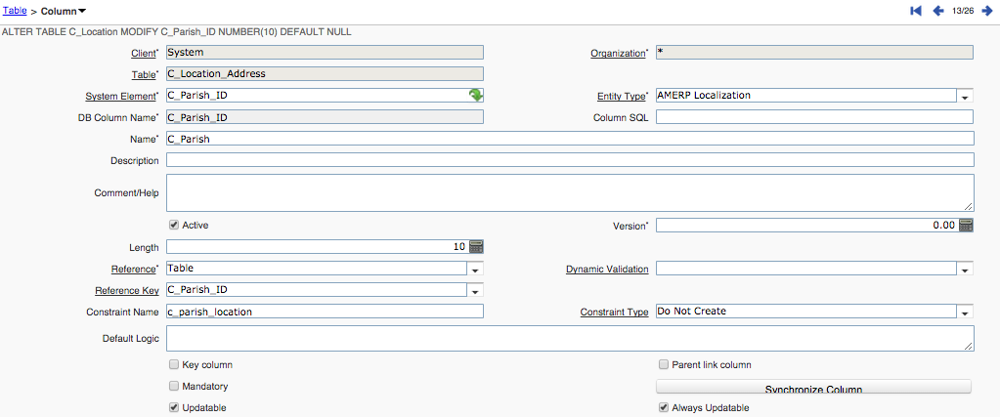 Table > Column 13/26
ALTER TABLE C_Location MODIFY C_Parish_ID NUMBER(10) DEFAULT NULL
Client* System Organization* *
Table* C_Location_Address
System Element* C_Parish_ID Entity Type* AMERP Localization
DB Column Name* C_Parish_ID Column SQL
Name* C_Parish
Description
Comment/Help
Active Version* 0.00
Length 10
Reference* Table Dynamic Validation
Reference Key C_Parish_ID
Constraint Name c_parish_location Constraint Type Do Not Create
Default Logic
Key column Parent link column
Mandatory Synchronize Column
Updatable Always Updatable